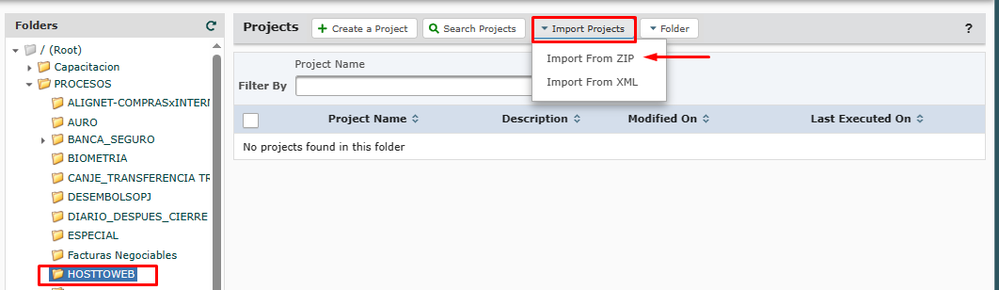 Folders
/ (Root)
Capacitacion
PROCESOS
ALIGNET-COMPRASxINTERN
AURO
BANCA_SEGURO
BIOMETRIA
CANJE_TRANSFERENCIA TR
DESEMBOLSOPJ
DIARIO_DESPUES_CIERRE
ESPECIAL
Facturas Negociables
HOSTTOWEB
Projects Create a Project Search Projects Import Projects Folder ?
Import From ZIP
Import From XML
Project Name
Filter By
Project Name Description Modified On Last Executed On
No projects found in this folder